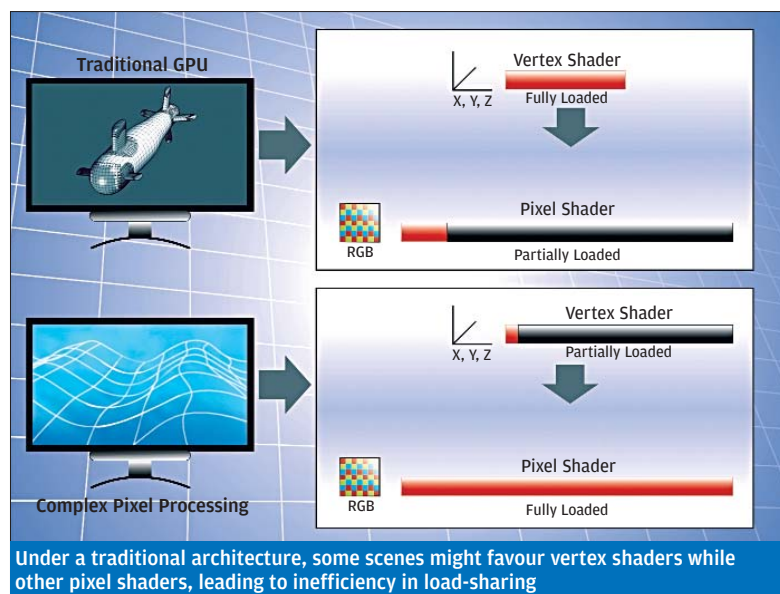 Traditional GPU
Vertex Shader
X, Y, Z
Fully Loaded
Pixel Shader
RGB
Partially Loaded
Vertex Shader
X, Y, Z
Partially Loaded
Pixel Shader
RGB
Fully Loaded
Complex Pixel Processing
Under a traditional architecture, some scenes might favour vertex shaders while
other pixel shaders, leading to inefficiency in load-sharing